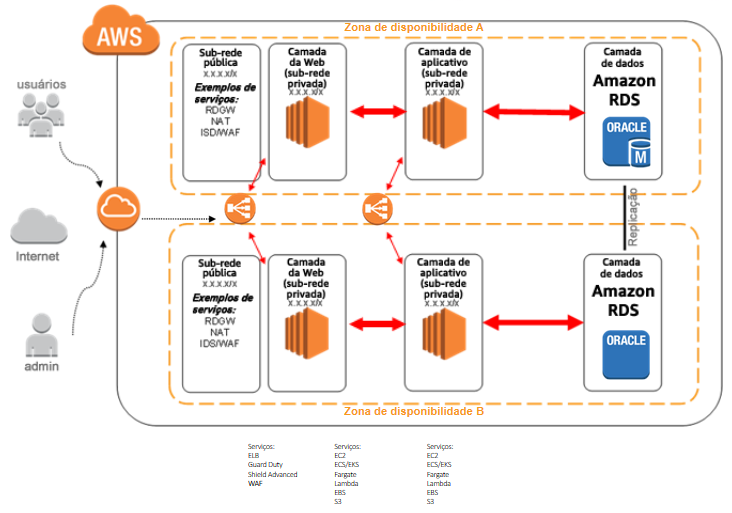 AWS
Zona de disponibilidade A
usuários
Internet
admin
Sub-rede
pública
x.x.x.x/x
Exemplos de
serviços:
RDGW
NAT
ISD/WAF
Camada
da Web
(sub-rede
privada)
x.x.x.x/x
Camada de
aplicativo
(sub-rede
privada)
x.x.x.x/x
Camada
de dados
Amazon
RDS
ORACLE
M
Replicação
Sub-rede
pública
x.x.x.x/x
Exemplos de
serviços:
RDGW
NAT
IDS/WAF
Camada
da Web
(sub-rede
privada)
x.x.x.x/x
Camada
de aplicativo
(sub-rede
privada)
x.x.x.x/x
Camada
de dados
Amazon
RDS
ORACLE
Zona de disponibilidade B
Serviços:
ELB
Guard Duty
Shield Advanced
WAF
Serviços:
EC2
ECS/EKS
Fargate
Lambda
EBS
S3
Serviços:
EC2
ECS/EKS
Fargate
Lambda
EBS
S3